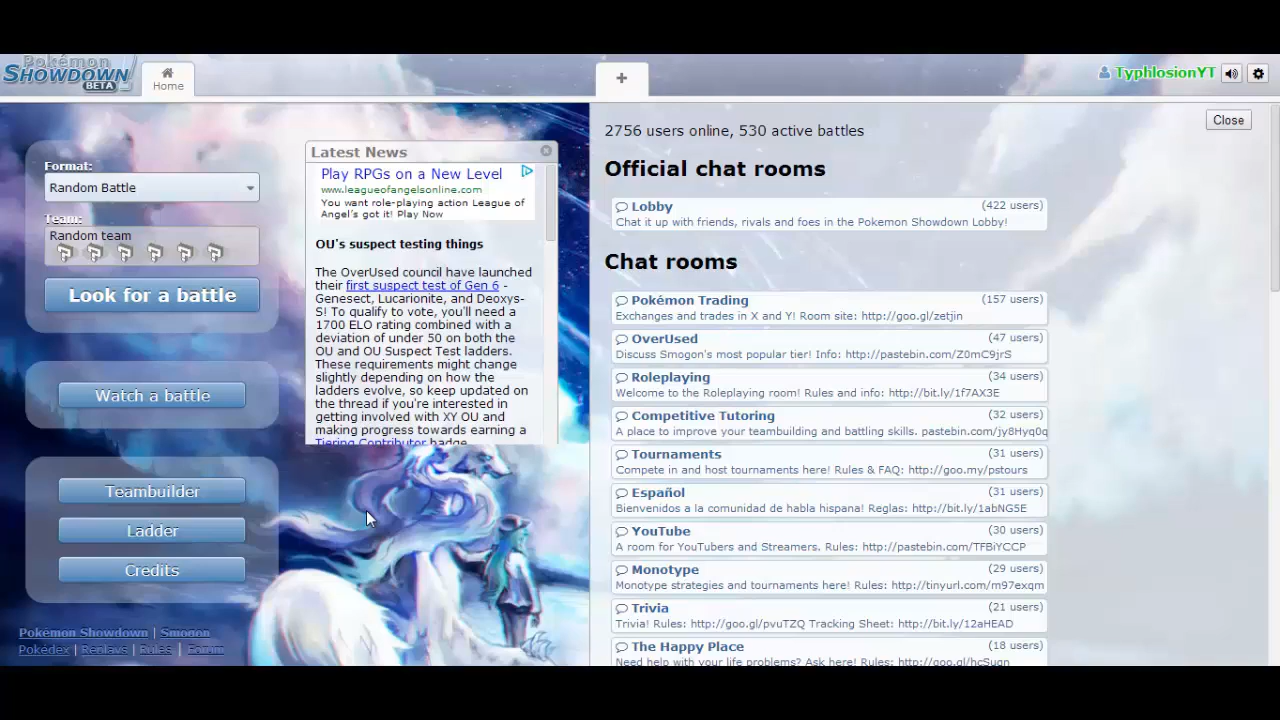 Pokémon
SHOWDOWN
BETA
Home
+
TyphlosionYT
Format:
Random Battle
Team:
Random team
Look for a battle
Watch a battle
Teambuilder
Ladder
Credits
Pokémon Showdown | Smogon
Pokédex | Replays | Rules | Forum
Latest News
Play RPGs on a New Level
www.leagueofangelsonline.com
You want role-playing action League of
Angel's got it! Play Now
OU's suspect testing things
The OverUsed council have launched
their first suspect test of Gen 6 -
Genesect, Lucarionite, and Deoxys-
S! To qualify to vote, you'll need a
1700 ELO rating combined with a
deviation of under 50 on both the
OU and OU Suspect Test ladders.
These requirements might change
slightly depending on how the
ladders evolve, so keep updated on
the thread if you're interested in
getting involved with XY OU and
making progress towards earning a
Tiering Contributor badge.
Close
2756 users online, 530 active battles
Official chat rooms
Lobby (422 users)
Chat it up with friends, rivals and foes in the Pokemon Showdown Lobby!
Chat rooms
Pokémon Trading (157 users)
Exchanges and trades in X and Y! Room site: http://goo.gl/zetjin
OverUsed (47 users)
Discuss Smogon's most popular tier! Info: http://pastebin.com/Z0mC9jrS
Roleplaying (34 users)
Welcome to the Roleplaying room! Rules and info: http://bit.ly/1f7AX3E
Competitive Tutoring (32 users)
A place to improve your teambuilding and battling skills. pastebin.com/jy8Hyq0q
Tournaments (31 users)
Compete in and host tournaments here! Rules & FAQ: http://goo.my/pstours
Español (31 users)
Bienvenidos a la comunidad de habla hispana! Reglas: http://bit.ly/1abNG5E
YouTube (30 users)
A room for YouTubers and Streamers. Rules: http://pastebin.com/TFBiYCCP
Monotype (29 users)
Monotype strategies and tournaments here! Rules: http://tinyurl.com/m97exqm
Trivia (21 users)
Trivia! Rules: http://goo.gl/pvuTZQ Tracking Sheet: http://bit.ly/12aHEAD
The Happy Place (18 users)
Need help with your life problems? Ask here! Rules: http://goo.gl/hcSuqn